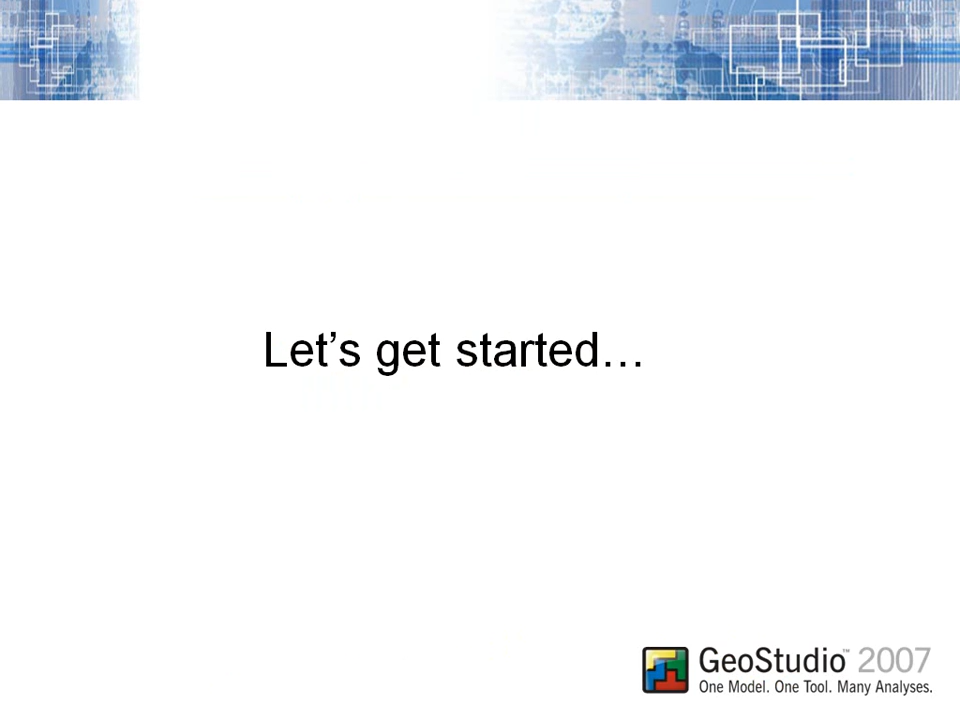 Let’s get started…
GeoStudio™ 2007
One Model. One Tool. Many Analyses.